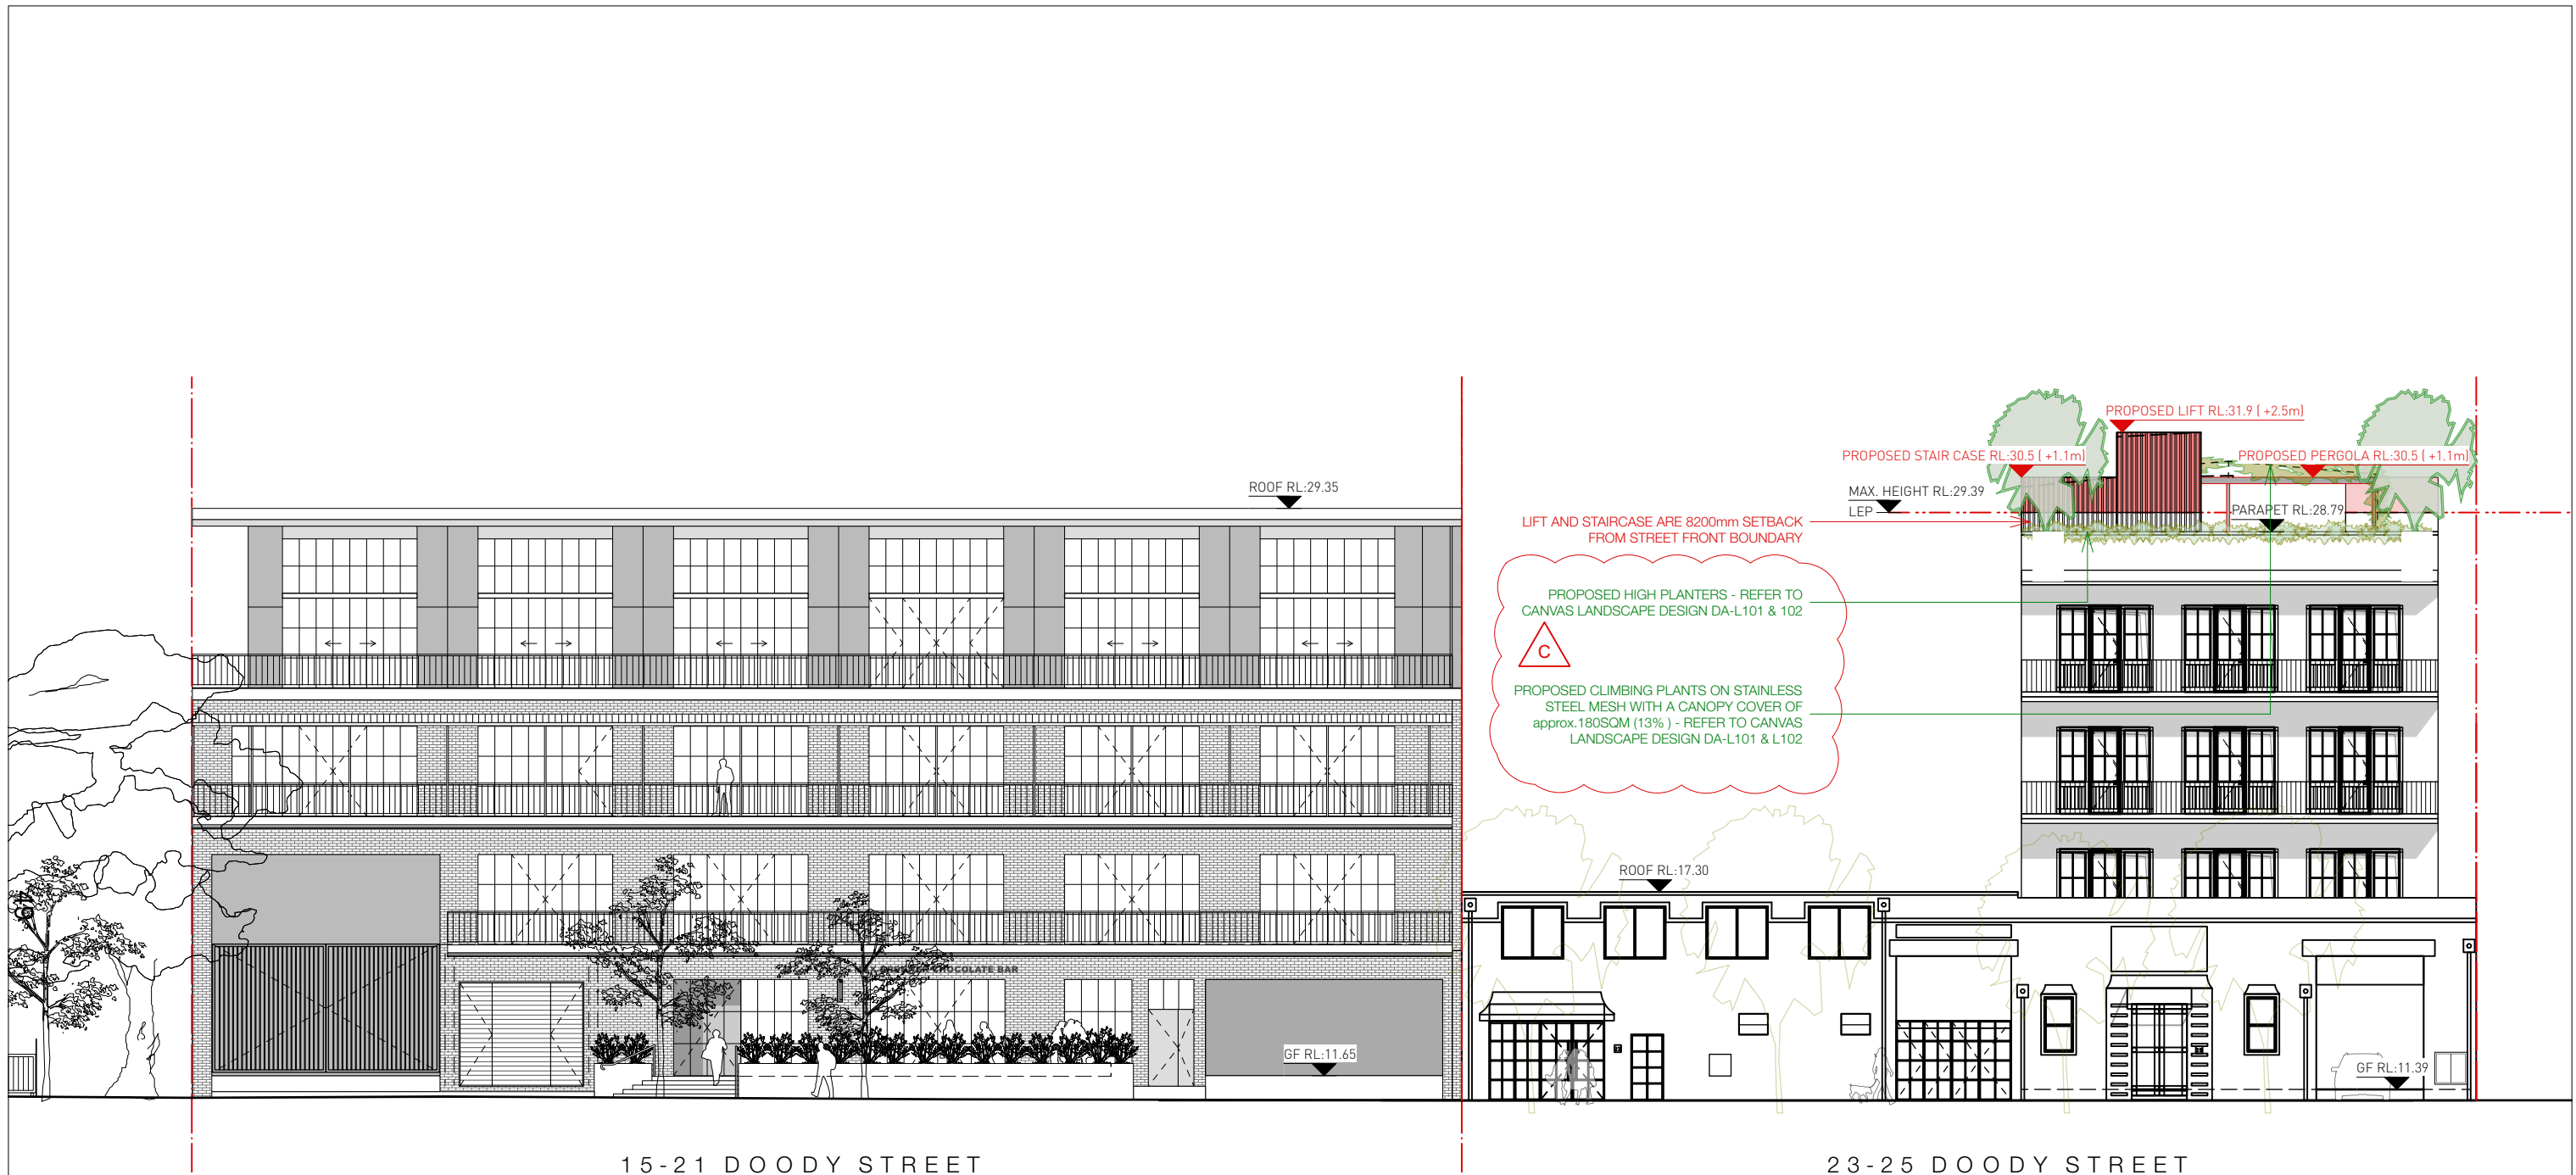 PROPOSED LIFT RL:31.9 ( +2.5m)
PROPOSED STAIR CASE RL:30.5 ( +1.1m)
PROPOSED PERGOLA RL:30.5 ( +1.1m)
ROOF RL:29.35
MAX. HEIGHT RL:29.39
LEP
PARAPET RL:28.79
LIFT AND STAIRCASE ARE 8200mm SETBACK
FROM STREET FRONT BOUNDARY
PROPOSED HIGH PLANTERS - REFER TO
CANVAS LANDSCAPE DESIGN DA-L101 & 102
C
PROPOSED CLIMBING PLANTS ON STAINLESS
STEEL MESH WITH A CANOPY COVER OF
approx.180SQM (13% ) - REFER TO CANVAS
LANDSCAPE DESIGN DA-L101 & L102
ROOF RL:17.30
CHOCOLATE BAR
GF RL:11.65
GF RL:11.39
15-21 DOODY STREET
23-25 DOODY STREET